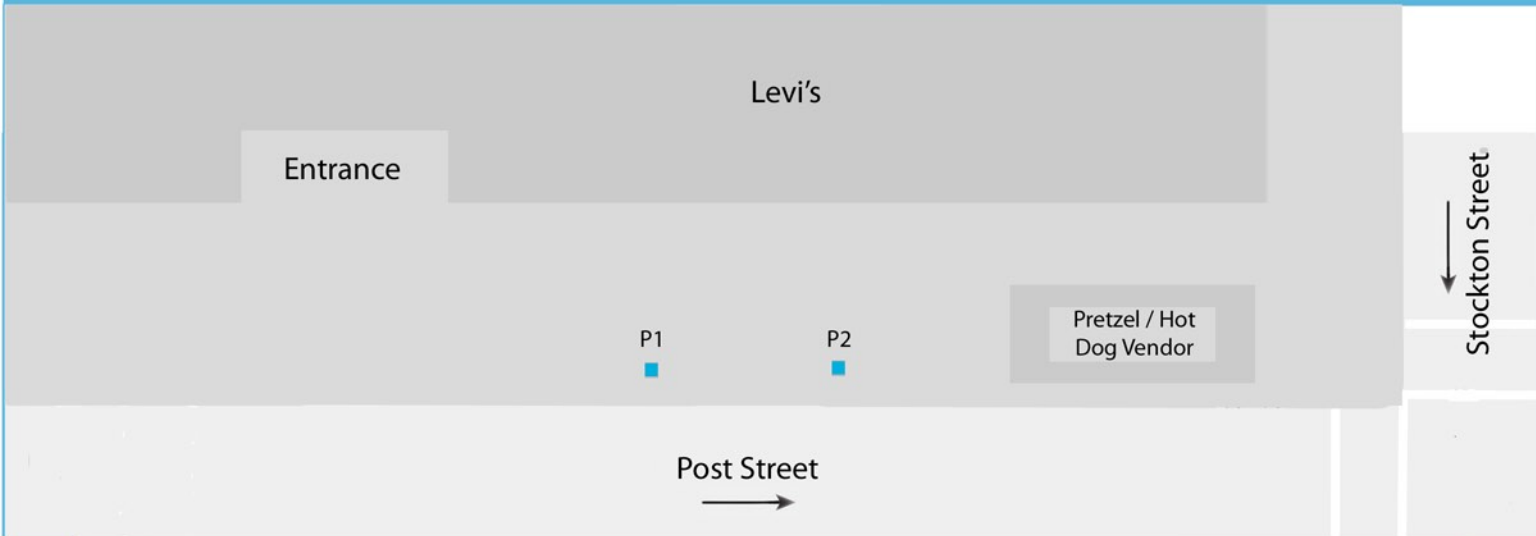 Levi’s
Entrance
Stockton Street
P1
P2
Pretzel / Hot
Dog Vendor
Post Street